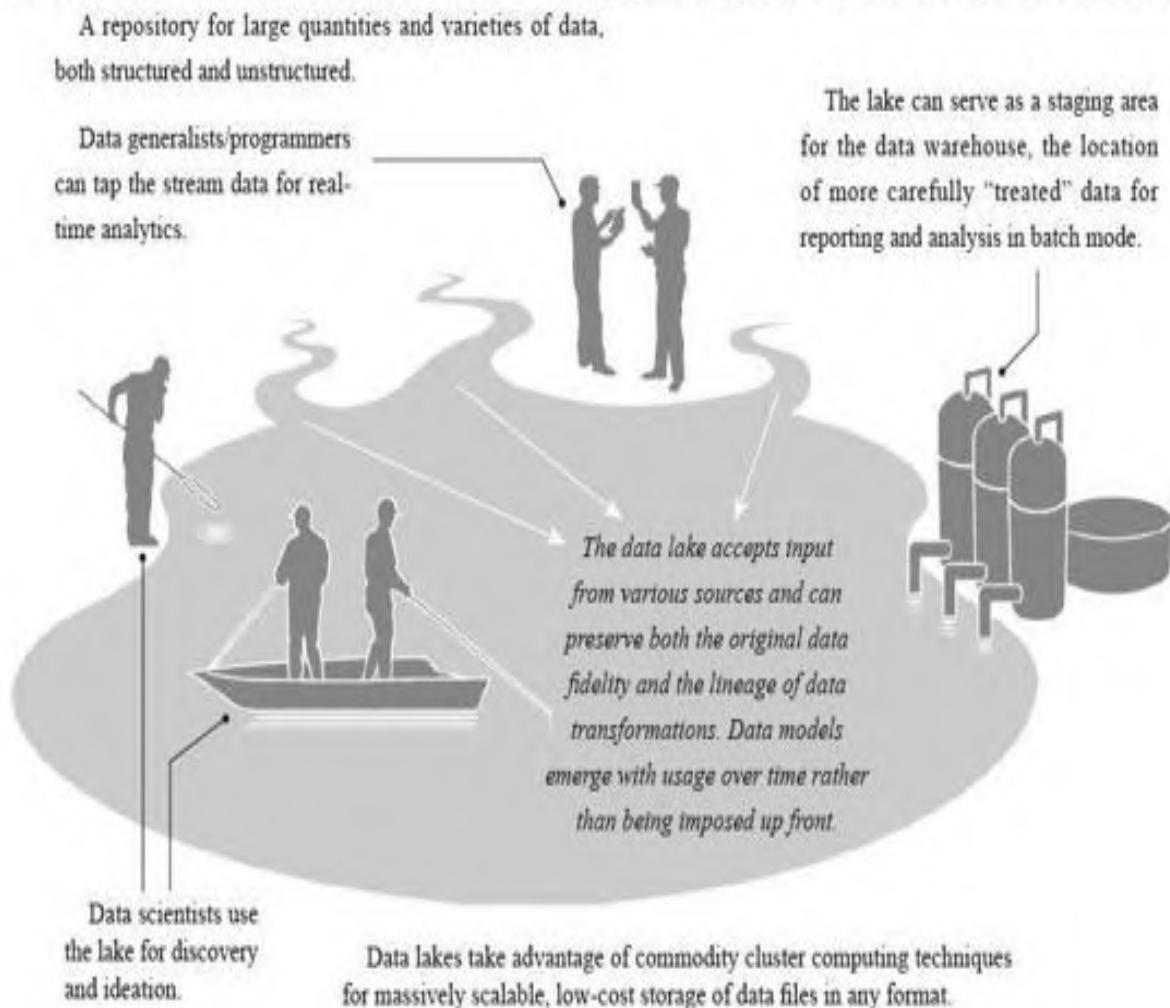 A repository for large quantities and varieties of data,
both structured and unstructured.
Data generalists/programmers
can tap the stream data for real-
time analytics.
The lake can serve as a staging area
for the data warehouse, the location
of more carefully “treated” data for
reporting and analysis in batch mode.
The data lake accepts input
from various sources and can
preserve both the original data
fidelity and the lineage of data
transformations. Data models
emerge with usage over time rather
than being imposed up front.
Data scientists use
the lake for discovery
and ideation.
Data lakes take advantage of commodity cluster computing techniques
for massively scalable, low-cost storage of data files in any format.